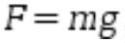 F = mg